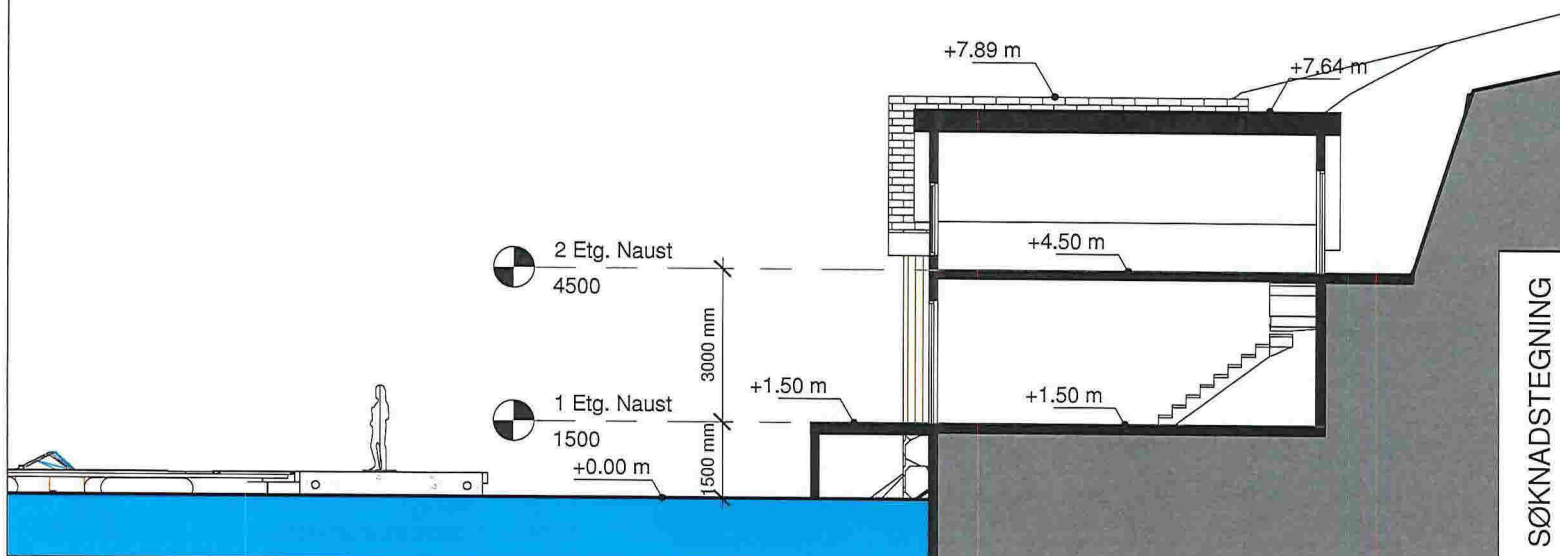 +7.89 m
+7.64 m
2 Etg. Naust
4500
+4.50 m
3000 mm
+1.50 m
+1.50 m
1 Etg. Naust
1500
+0.00 m
1500 mm
SØKNADSTEGNING